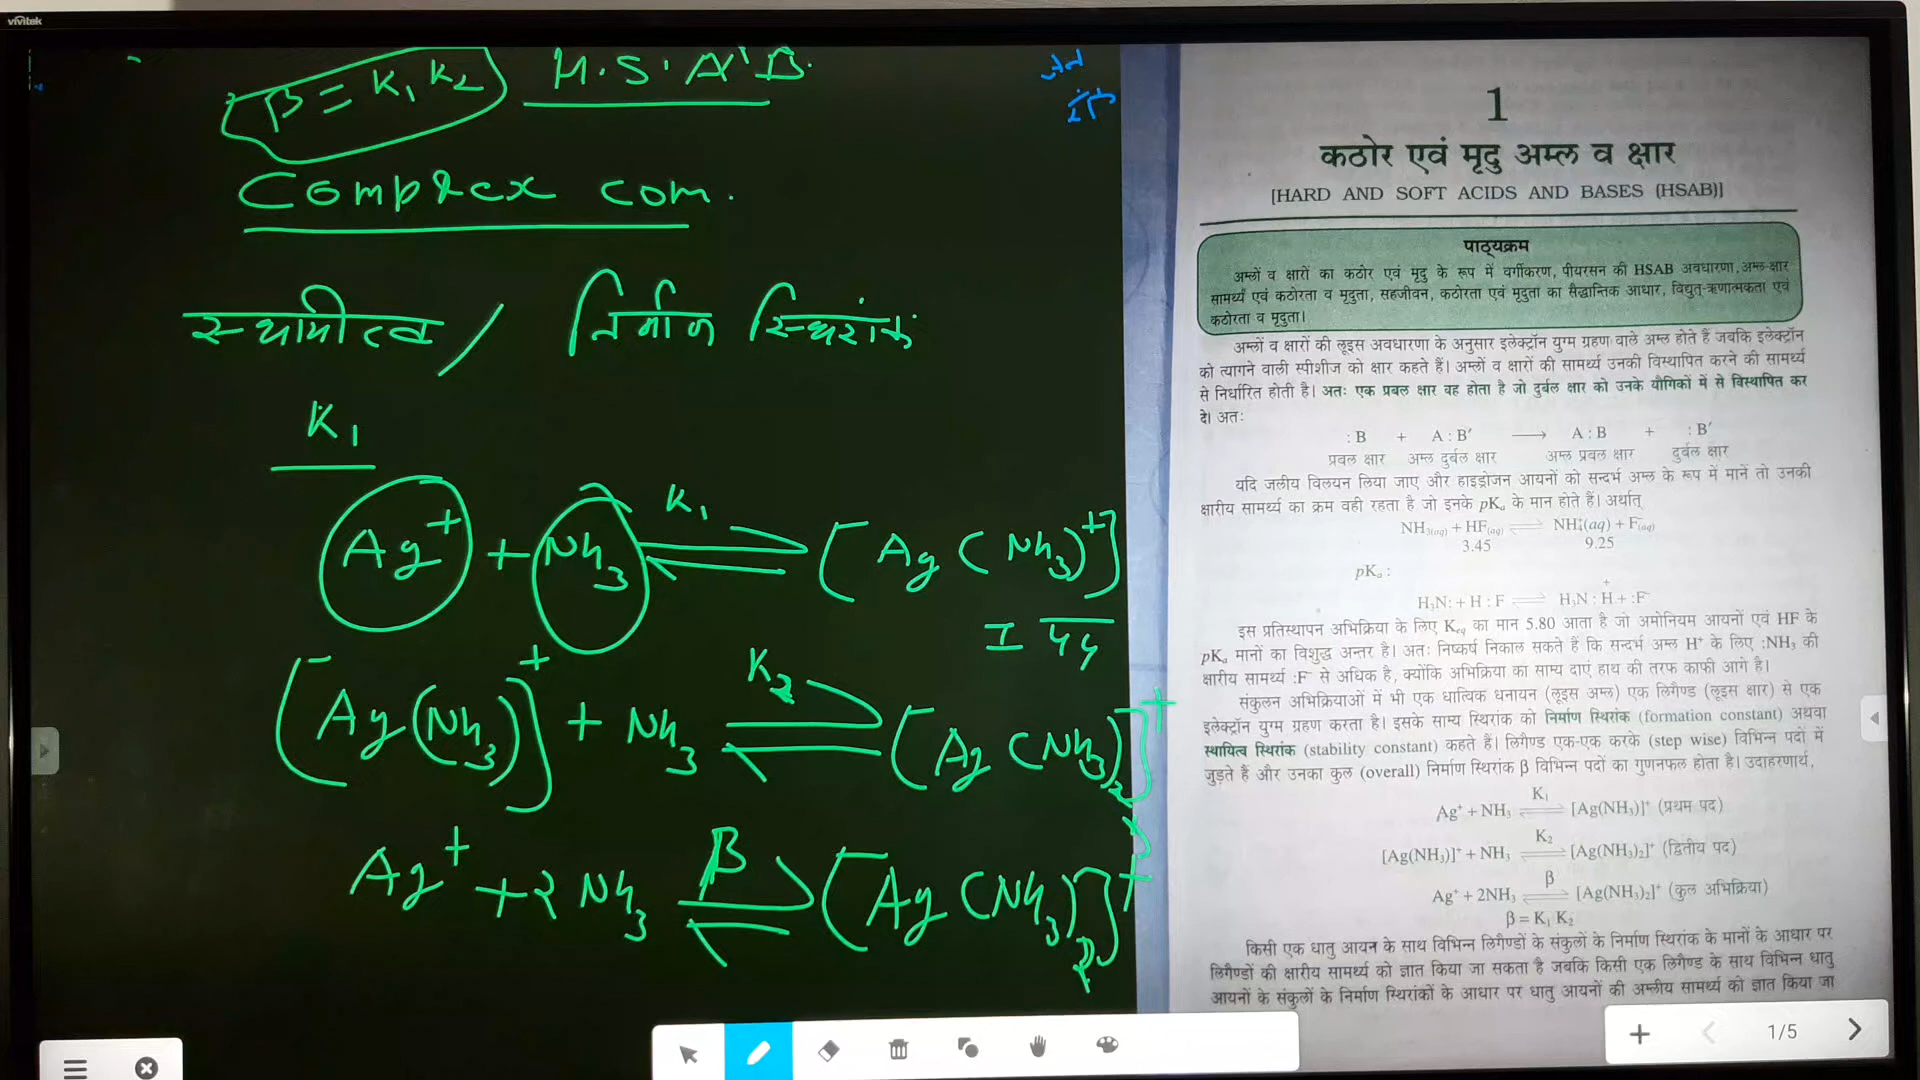 vivitek
β = K₁ K₂
H.S.A.B.
Complex com.
स्थायीत्व / निर्माण स्थिरांक
K₁
Ag⁺ + NH₃ ⇌ K₁ [Ag(NH₃)⁺]
I पद
[Ag(NH₃)]⁺ + NH₃ ⇌ K₂ [Ag(NH₃)₂]⁺
Ag⁺ + 2NH₃ ⇌ β [Ag(NH₃)₂]⁺
1
कठोर एवं मृदु अम्ल व क्षार
[HARD AND SOFT ACIDS AND BASES (HSAB)]
पाठ्यक्रम
अम्लों व क्षारों का कठोर एवं मृदु के रूप में वर्गीकरण, पीयरसन की HSAB अवधारणा, अम्ल-क्षार
सामर्थ्य एवं कठोरता व मृदुता, सहजीवन, कठोरता एवं मृदुता का सैद्धान्तिक आधार, विद्युत-ऋणात्मकता एवं
कठोरता व मृदुता।
अम्लों व क्षारों की लूइस अवधारणा के अनुसार इलेक्ट्रॉन युग्म ग्रहण वाले अम्ल होते हैं जबकि इलेक्ट्रॉन
को त्यागने वाली स्पीशीज को क्षार कहते हैं। अम्लों व क्षारों की सामर्थ्य उनकी विस्थापित करने की सामर्थ्य
से निर्धारित होती है। अतः एक प्रबल क्षार वह होता है जो दुर्बल क्षार को उनके यौगिकों में से विस्थापित कर
दे। अतः
: B + A : B′ ⟶ A : B + : B′
प्रबल क्षार अम्ल दुर्बल क्षार अम्ल प्रबल क्षार दुर्बल क्षार
यदि जलीय विलयन लिया जाए और हाइड्रोजन आयनों को सन्दर्भ अम्ल के रूप में मानें तो उनकी
क्षारीय सामर्थ्य का क्रम वही रहता है जो इनके pKₐ के मान होते हैं। अर्थात्
NH₃(aq) + HF(aq) ⇌ NH₄⁺(aq) + F⁻(aq)
3.45 9.25
pKₐ :
H₃N: + H : F ⇌ H₃N : H⁺ + :F⁻
इस प्रतिस्थापन अभिक्रिया के लिए Keq का मान 5.80 आता है जो अमोनियम आयनों एवं HF के
pKₐ मानों का विशुद्ध अन्तर है। अतः निष्कर्ष निकाल सकते हैं कि सन्दर्भ अम्ल H⁺ के लिए :NH₃ की
क्षारीय सामर्थ्य :F⁻ से अधिक है, क्योंकि अभिक्रिया का साम्य दाएं हाथ की तरफ काफी आगे है।
संकुलन अभिक्रियाओं में भी एक धात्विक धनायन (लूइस अम्ल) एक लिगैण्ड (लूइस क्षार) से एक
इलेक्ट्रॉन युग्म ग्रहण करता है। इसके साम्य स्थिरांक को निर्माण स्थिरांक (formation constant) अथवा
स्थायित्व स्थिरांक (stability constant) कहते हैं। लिगैण्ड एक-एक करके (step wise) विभिन्न पदों में
जुड़ते हैं और उनका कुल (overall) निर्माण स्थिरांक β विभिन्न पदों का गुणनफल होता है। उदाहरणार्थ,
Ag⁺ + NH₃ ⇌ K₁ [Ag(NH₃)]⁺ (प्रथम पद)
[Ag(NH₃)]⁺ + NH₃ ⇌ K₂ [Ag(NH₃)₂]⁺ (द्वितीय पद)
Ag⁺ + 2NH₃ ⇌ β [Ag(NH₃)₂]⁺ (कुल अभिक्रिया)
β = K₁ K₂
किसी एक धातु आयन के साथ विभिन्न लिगैण्डों के संकुलों के निर्माण स्थिरांक के मानों के आधार पर
लिगैण्डों की क्षारीय सामर्थ्य को ज्ञात किया जा सकता है जबकि किसी एक लिगैण्ड के साथ विभिन्न धातु
आयनों के संकुलों के निर्माण स्थिरांकों के आधार पर धातु आयनों की अम्लीय सामर्थ्य को ज्ञात किया जा
1/5